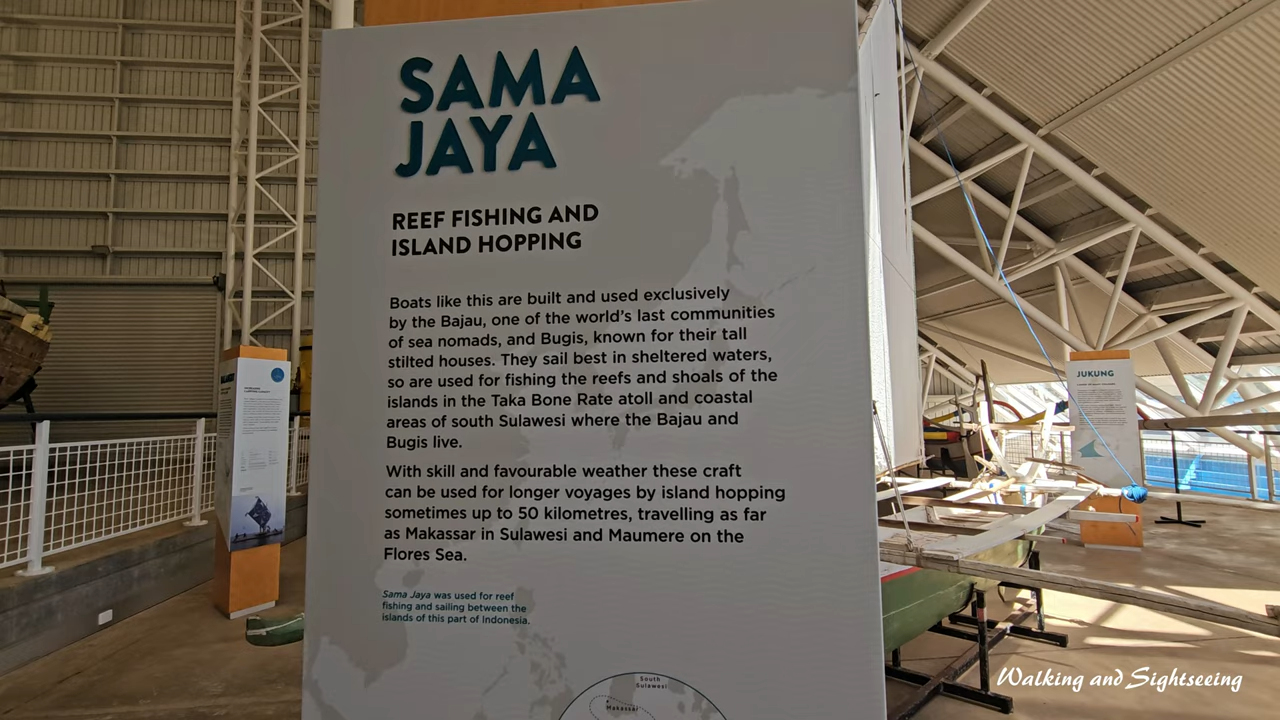 SAMA
JAYA
REEF FISHING AND
ISLAND HOPPING
Boats like this are built and used exclusively
by the Bajau, one of the world's last communities
of sea nomads, and Bugis, known for their tall
stilted houses. They sail best in sheltered waters,
so are used for fishing the reefs and shoals of the
islands in the Taka Bone Rate atoll and coastal
areas of south Sulawesi where the Bajau and
Bugis live.
With skill and favourable weather these craft
can be used for longer voyages by island hopping
sometimes up to 50 kilometres, travelling as far
as Makassar in Sulawesi and Maumere on the
Flores Sea.
Sama Jaya was used for reef
fishing and sailing between the
islands of this part of Indonesia.
South
Sulawesi
Makassar
JUKUNG
Walking and Sightseeing